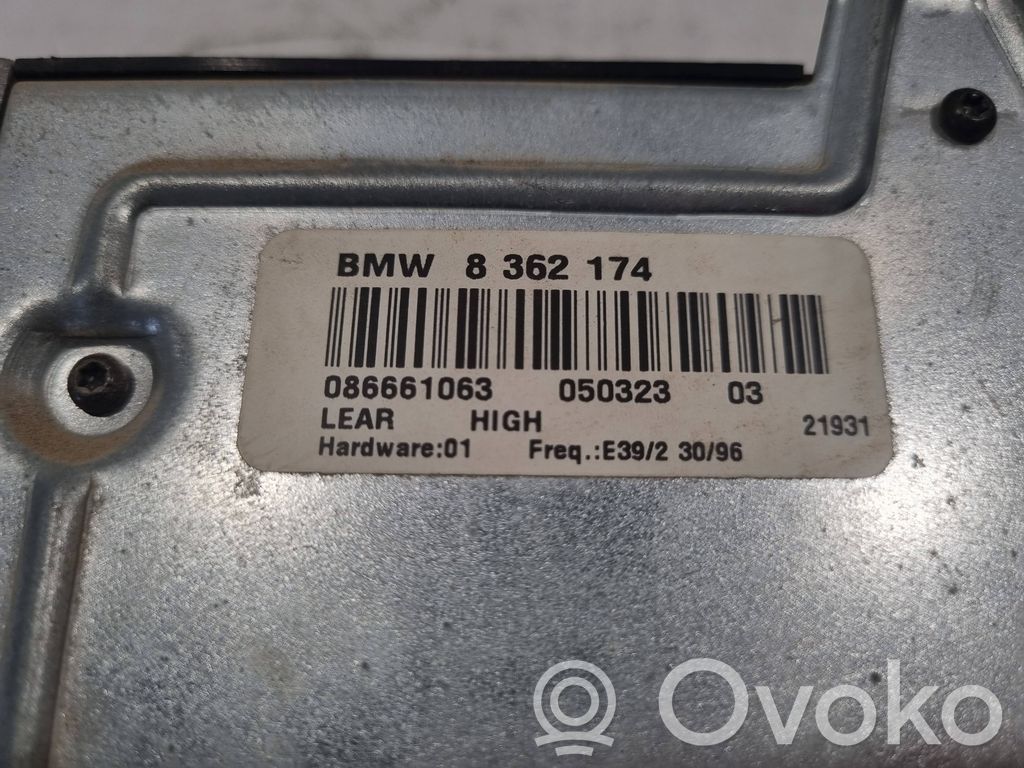 BMW 8 362 174
086661063 050323 03
LEAR HIGH 21931
Hardware:01 Freq.:E39/2 30/96
Ovoko